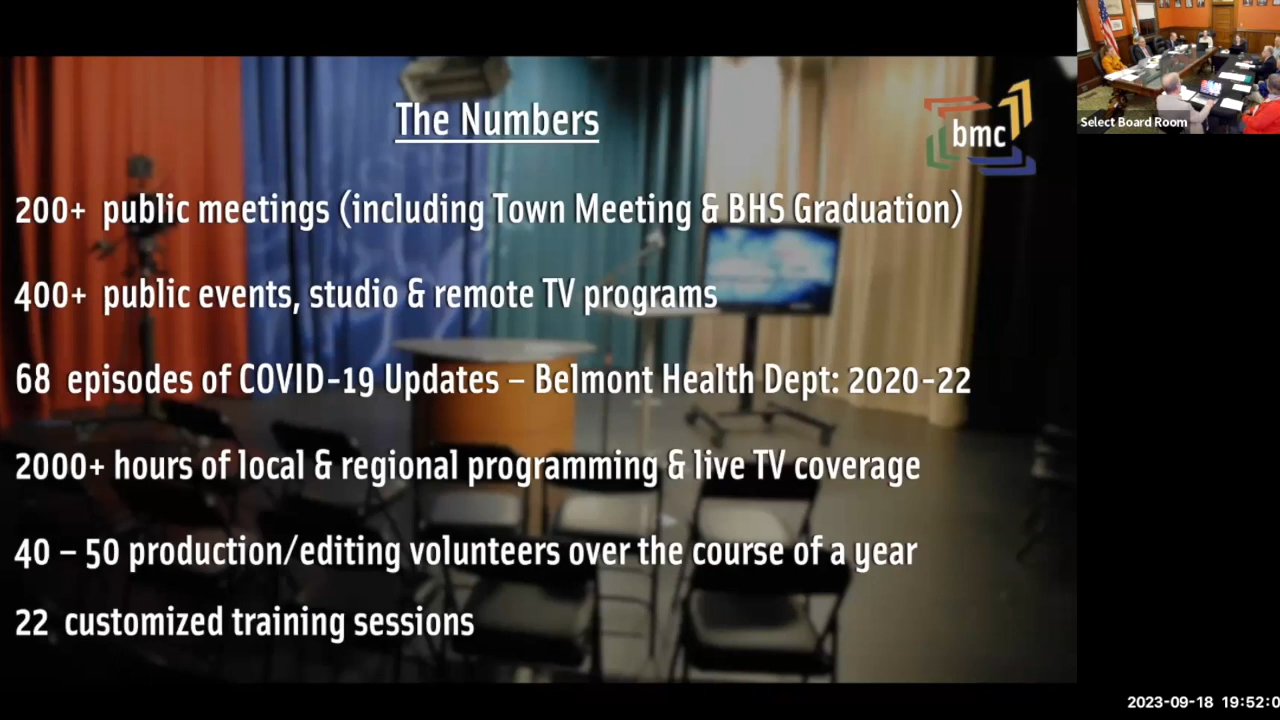 The Numbers
bmc
200+ public meetings (including Town Meeting & BHS Graduation)
400+ public events, studio & remote TV programs
68 episodes of COVID-19 Updates – Belmont Health Dept: 2020-22
2000+ hours of local & regional programming & live TV coverage
40 – 50 production/editing volunteers over the course of a year
22 customized training sessions
Select Board Room
2023-09-18 19:52:0